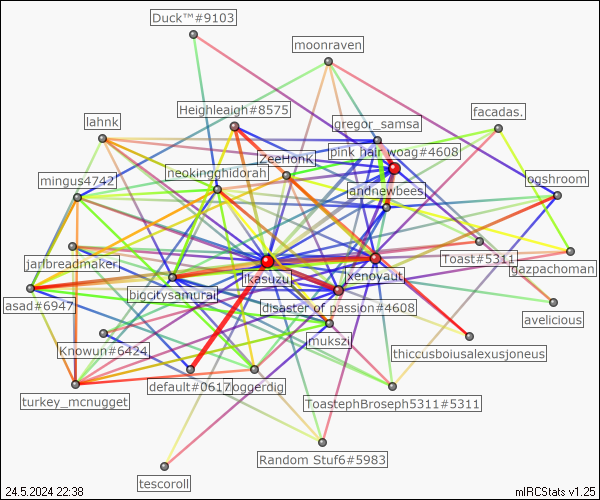 Duck™#9103
moonraven
Heighleaigh#8575
facadas.
lahnk
gregor_samsa
pink hair woag#4608
ZeeHonk
neokingghidorah
mingus4742
ogshroom
andnewbees
jarlbreadmaker
Toast#5311
gazpachoman
Ikasuzu
xenoyaut
asad#6947
bigcitysamurai
disaster of passion#4608
avelicious
mukszi
Knowun#6424
thiccusboiusalexusjoneus
default#0617
oggerdig
turkey_mcnugget
ToastephBroseph5311#5311
Random Stuf6#5983
tescoroll
24.5.2024 22:38
mIRCStats v1.25